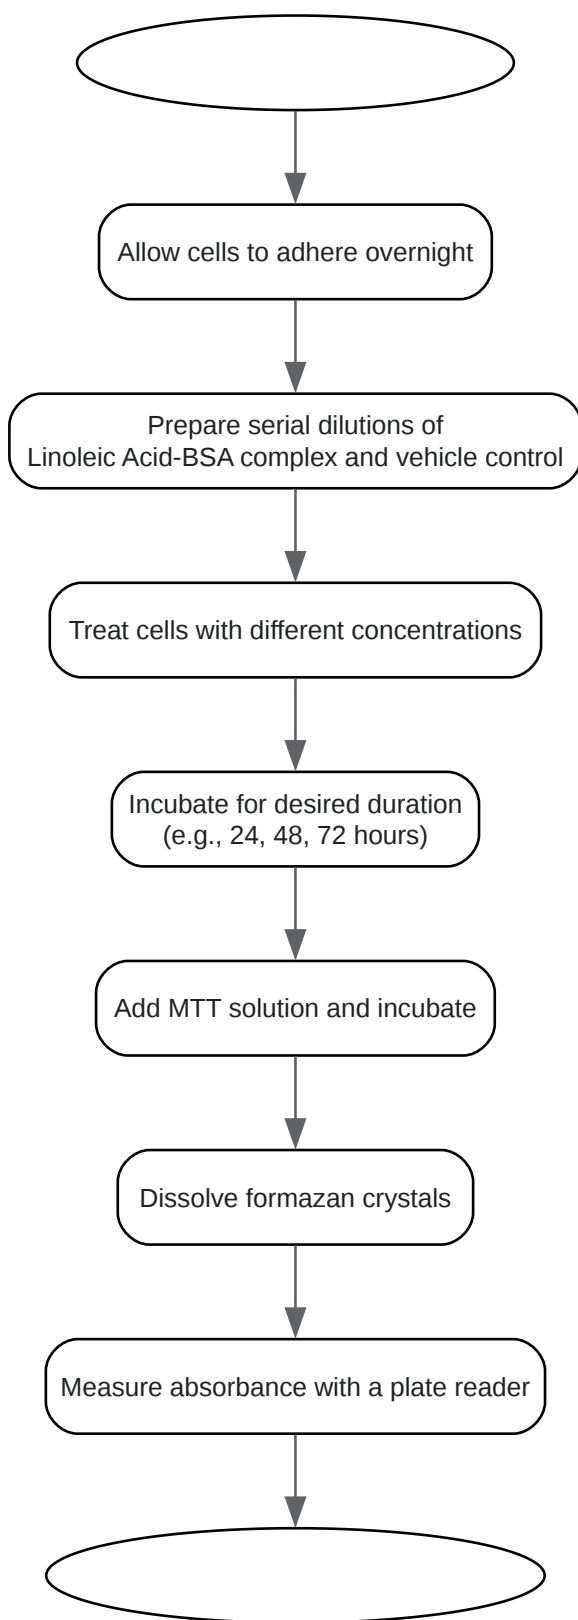 Allow cells to adhere overnight
Prepare serial dilutions of
Linoleic Acid-BSA complex and vehicle control
Treat cells with different concentrations
Incubate for desired duration
(e.g., 24, 48, 72 hours)
Add MTT solution and incubate
Dissolve formazan crystals
Measure absorbance with a plate reader